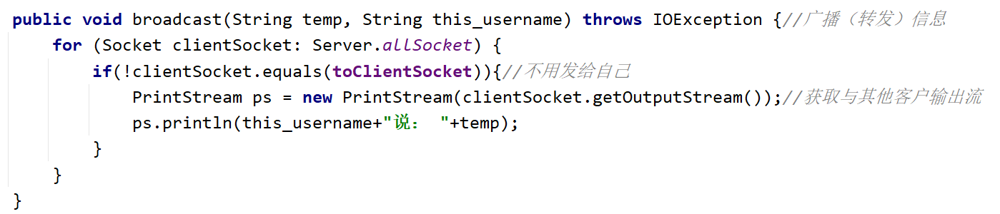 public void broadcast(String temp, String this_username) throws IOException {//广播（转发）信息
    for (Socket clientSocket: Server.allSocket) {
        if(!clientSocket.equals(toClientSocket)){//不用发给自己
            PrintStream ps = new PrintStream(clientSocket.getOutputStream());//获取与其他客户输出流
            ps.println(this_username+"说： "+temp);
        }
    }
}